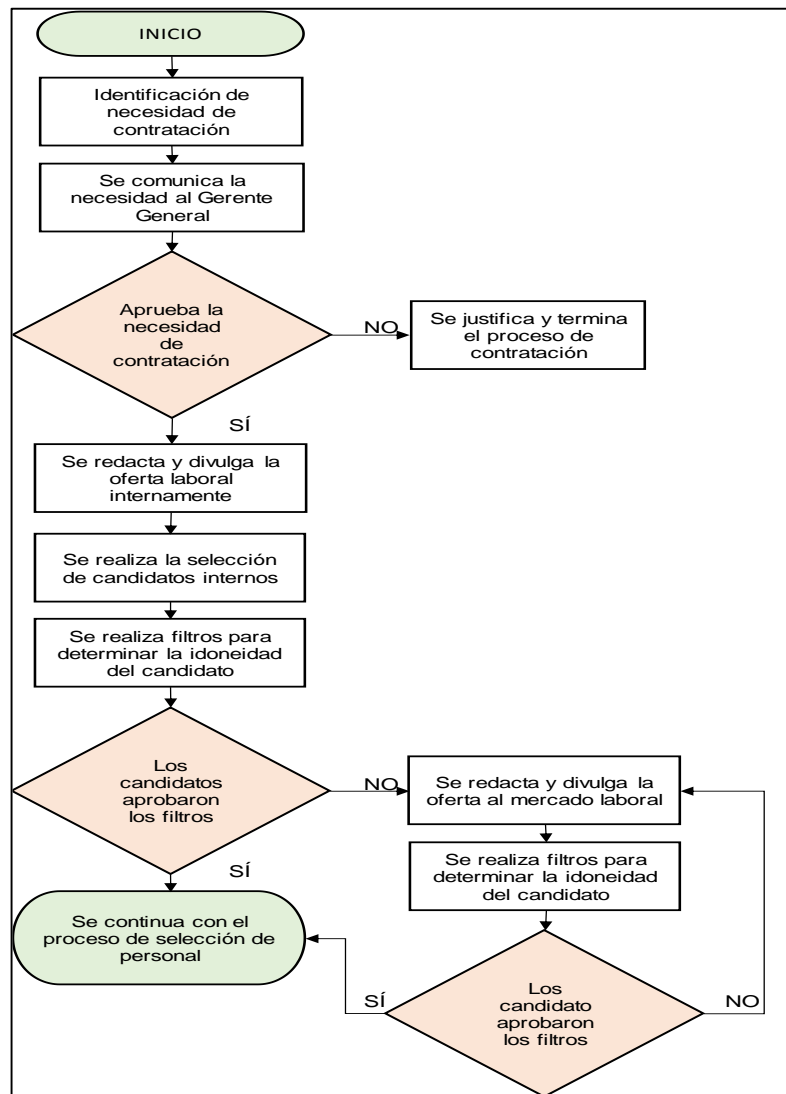 INICIO
Identificación de
necesidad de
contratación
Se comunica la
necesidad al Gerente
General
Aprueba la
necesidad
de
contratación
NO
Se justifica y termina
el proceso de
contratación
SÍ
Se redacta y divulga la
oferta laboral
internamente
Se realiza la selección
de candidatos internos
Se realiza filtros para
determinar la idoneidad
del candidato
Los
candidatos
aprobaron
los filtros
NO
Se redacta y divulga la
oferta al mercado laboral
SÍ
Se realiza filtros para
determinar la idoneidad
del candidato
Se continua con el
proceso de selección de
personal
SÍ
Los
candidato
aprobaron
los filtros
NO